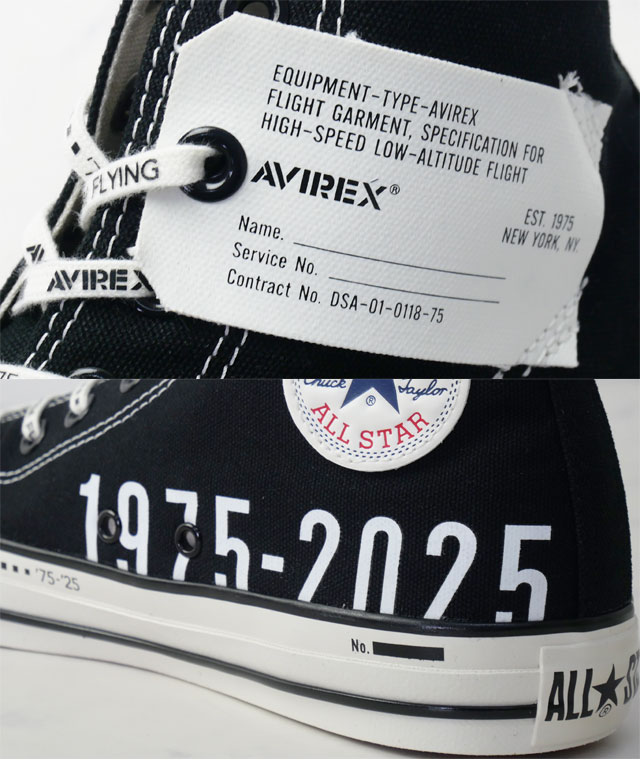 EQUIPMENT-TYPE-AVIREX
FLIGHT GARMENT, SPECIFICATION FOR
HIGH-SPEED LOW-ALTITUDE FLIGHT
FLYING
AVIREX®
EST. 1975
NEW YORK, NY.
Name.
Service No.
Contract No. DSA-01-0118-75
AVIREX
Chuck Taylor
®
ALL STAR
1975-2025
'75-'25
No.
ALL★
®